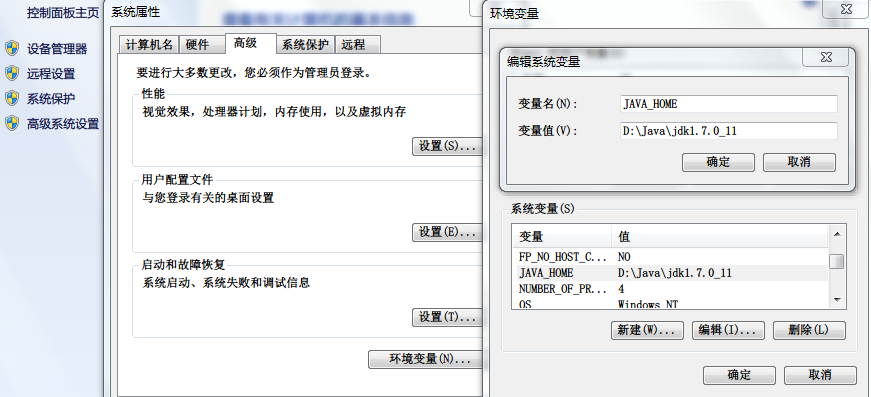 控制面板主页
设备管理器
远程设置
系统保护
高级系统设置
系统属性
计算机名 硬件 高级 系统保护 远程
要进行大多数更改，您必须作为管理员登录。
性能
视觉效果，处理器计划，内存使用，以及虚拟内存
设置(S)...
用户配置文件
与您登录有关的桌面设置
设置(E)...
启动和故障恢复
系统启动、系统失败和调试信息
设置(T)...
环境变量(N)...
环境变量
编辑系统变量
变量名(N): JAVA_HOME
变量值(V): D:\Java\jdk1.7.0_11
确定 取消
系统变量(S)
变量 值
FP_NO_HOST_C... NO
JAVA_HOME D:\Java\jdk1.7.0_11
NUMBER_OF_PR... 4
OS Windows NT
新建(W)... 编辑(I)... 删除(L)
确定 取消